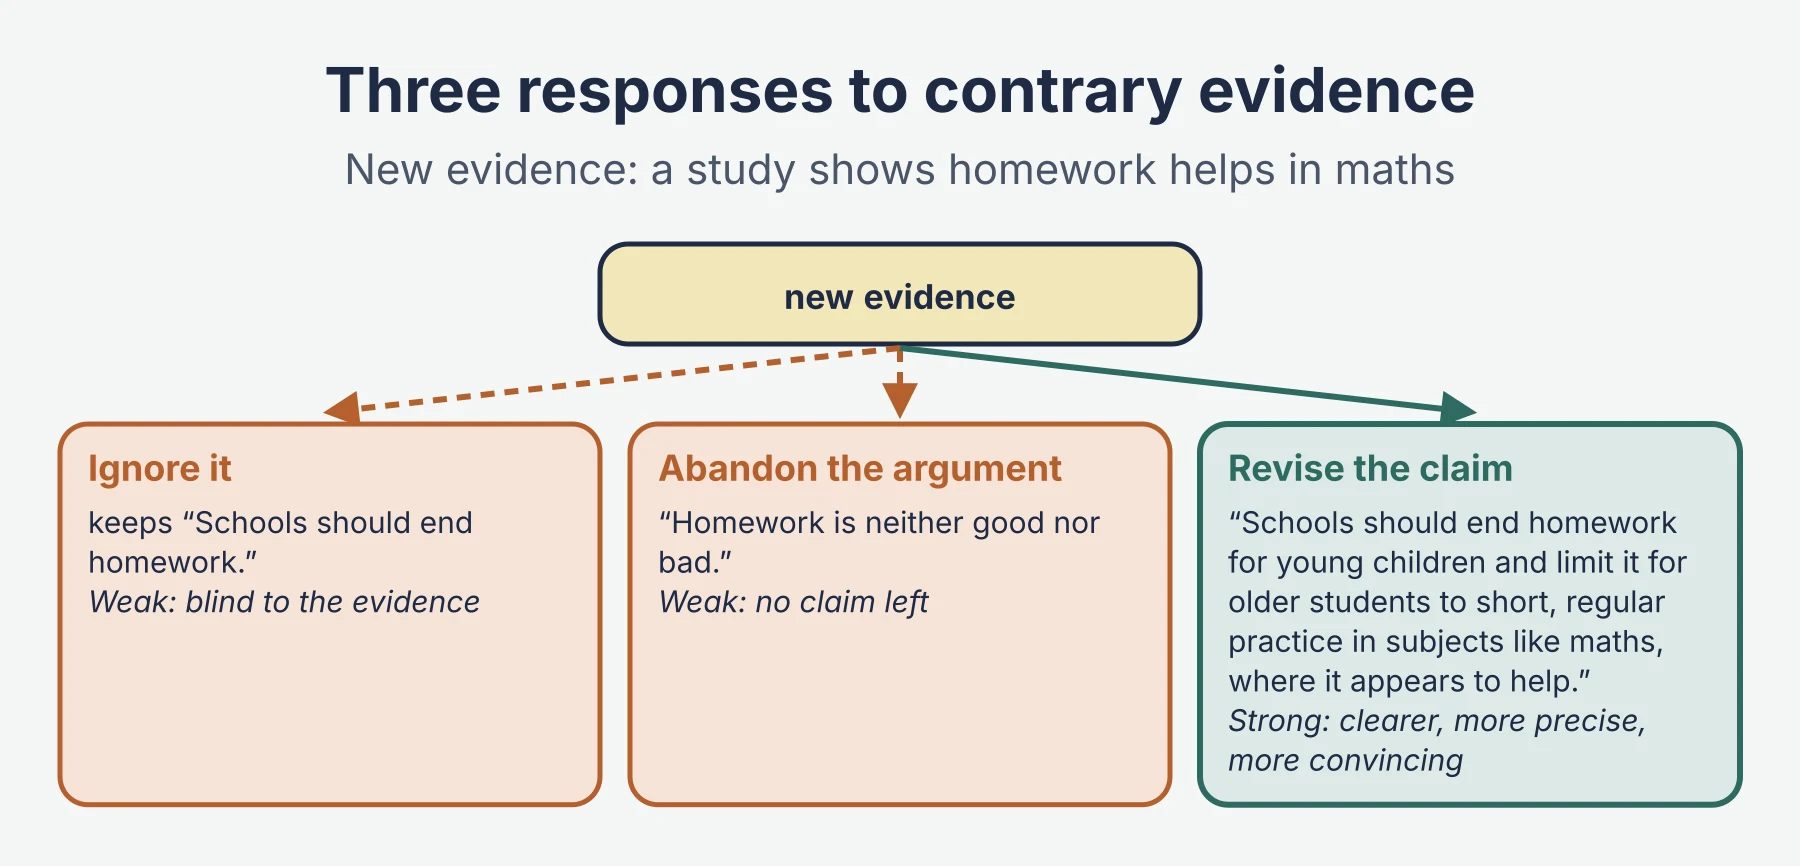 Three responses to contrary evidence
New evidence: a study shows homework helps in maths
new evidence
Ignore it
keeps “Schools should end
homework.”
Weak: blind to the evidence
Abandon the argument
“Homework is neither good nor
bad.”
Weak: no claim left
Revise the claim
“Schools should end homework
for young children and limit it for
older students to short, regular
practice in subjects like maths,
where it appears to help.”
Strong: clearer, more precise,
more convincing